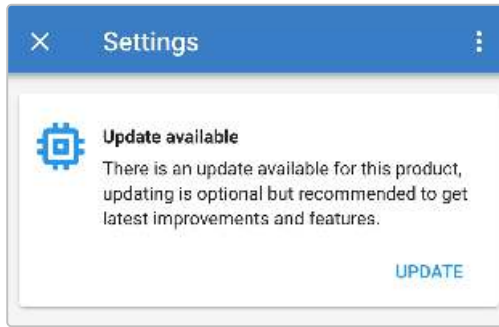 Settings
Update available
There is an update available for this product,
updating is optional but recommended to get
latest improvements and features.
UPDATE